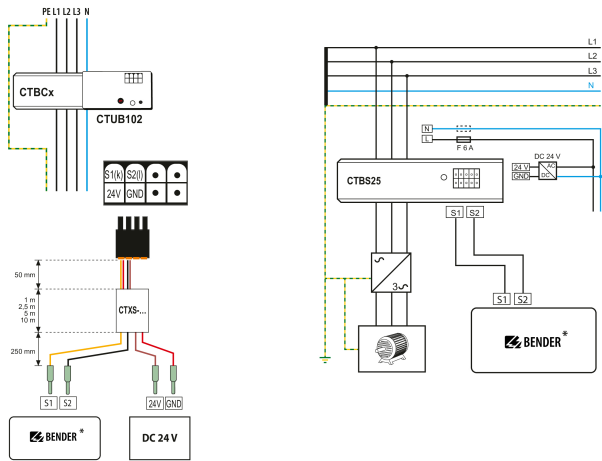 PE L1 L2 L3 N
CTBCx
CTUB102
S1(k) S2(l)
24V GND
50 mm
1 m
2,5 m
5 m
10 m
CTXS-...
250 mm
S1 S2
24V GND
BENDER *
DC 24 V
L1
L2
L3
N
N
L
F 6 A
DC 24 V
24 V
GND
AC
DC
CTBS25
S1 S2
3
S1 S2
BENDER *